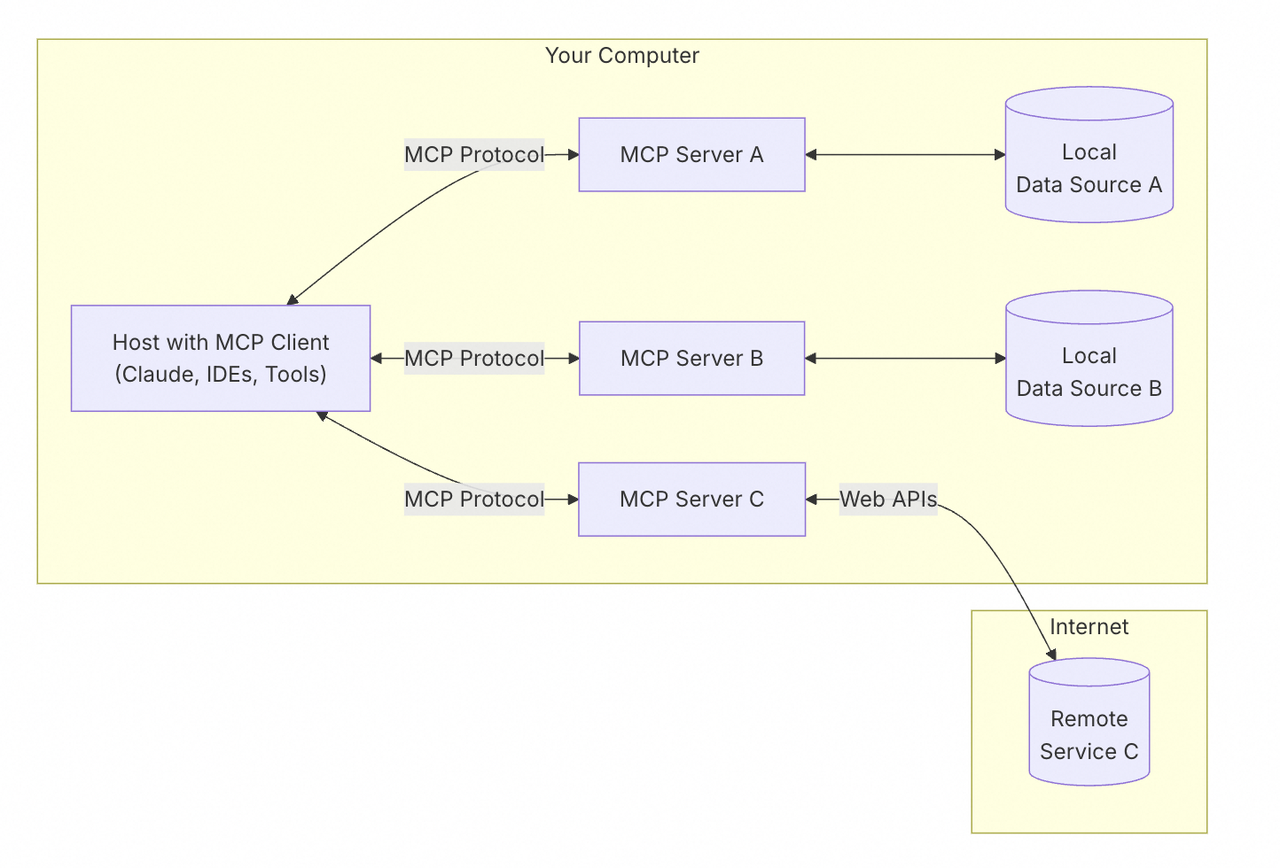 Your Computer
MCP Protocol
MCP Server A
Local
Data Source A
Host with MCP Client
(Claude, IDEs, Tools)
MCP Protocol
MCP Server B
Local
Data Source B
MCP Protocol
MCP Server C
Web APIs
Internet
Remote
Service C